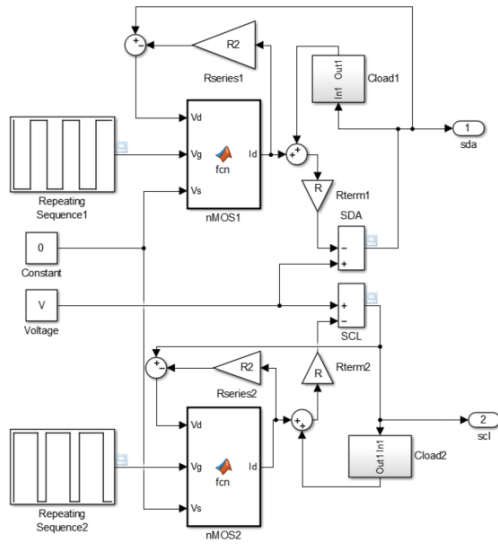 R2
Rseries1
Out1
In1
Cload1
1
sda
Vd
Vg
Vs
fcn
Id
nMOS1
Repeating
Sequence1
R
Rterm1
SDA
0
Constant
V
Voltage
SCL
R
Rterm2
R2
Rseries2
2
scl
In1
Out1
Cload2
Vd
Vg
Vs
fcn
Id
nMOS2
Repeating
Sequence2